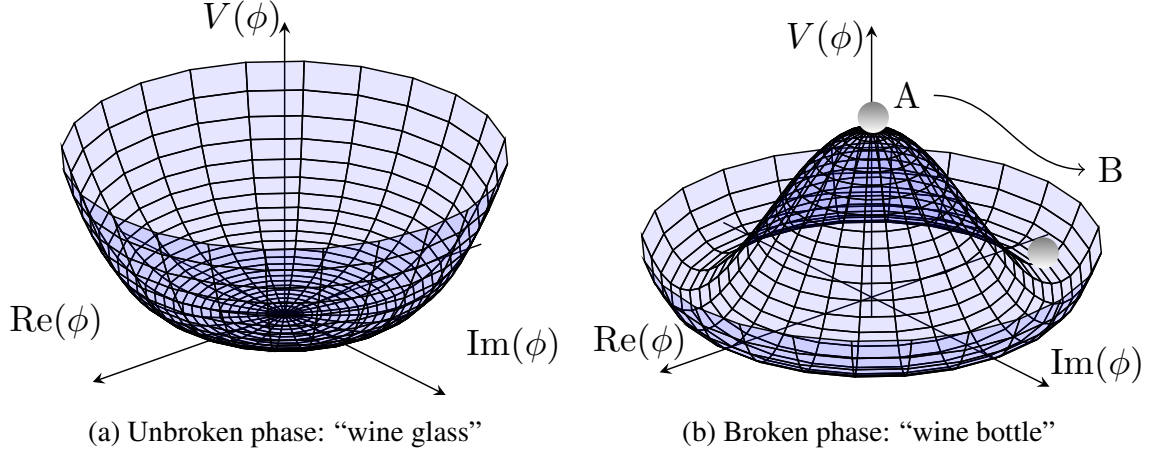 V(ϕ)
Re(ϕ)
Im(ϕ)
(a) Unbroken phase: “wine glass”
V(ϕ)
A
B
Re(ϕ)
Im(ϕ)
(b) Broken phase: “wine bottle”